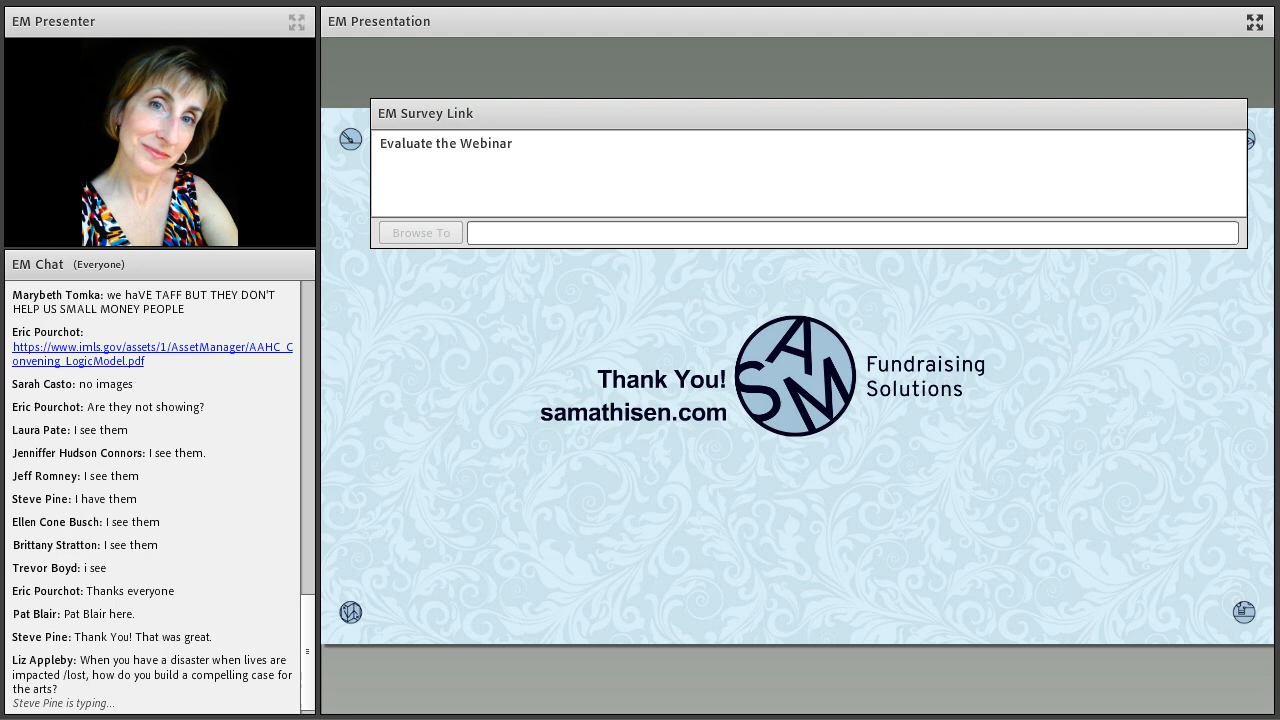 EM Presenter
EM Chat (Everyone)
Marybeth Tomka: we haVE TAFF BUT THEY DON'T
HELP US SMALL MONEY PEOPLE
Eric Pourchot:
https://www.imls.gov/assets/1/AssetManager/AAHC_C
onvening_LogicModel.pdf
Sarah Casto: no images
Eric Pourchot: Are they not showing?
Laura Pate: I see them
Jenniffer Hudson Connors: I see them.
Jeff Romney: I see them
Steve Pine: I have them
Ellen Cone Busch: I see them
Brittany Stratton: I see them
Trevor Boyd: i see
Eric Pourchot: Thanks everyone
Pat Blair: Pat Blair here.
Steve Pine: Thank You! That was great.
Liz Appleby: When you have a disaster when lives are
impacted /lost, how do you build a compelling case for
the arts?
Steve Pine is typing...
EM Presentation
EM Survey Link
Evaluate the Webinar
Browse To
Thank You!
samathisen.com
SAM
Fundraising
Solutions